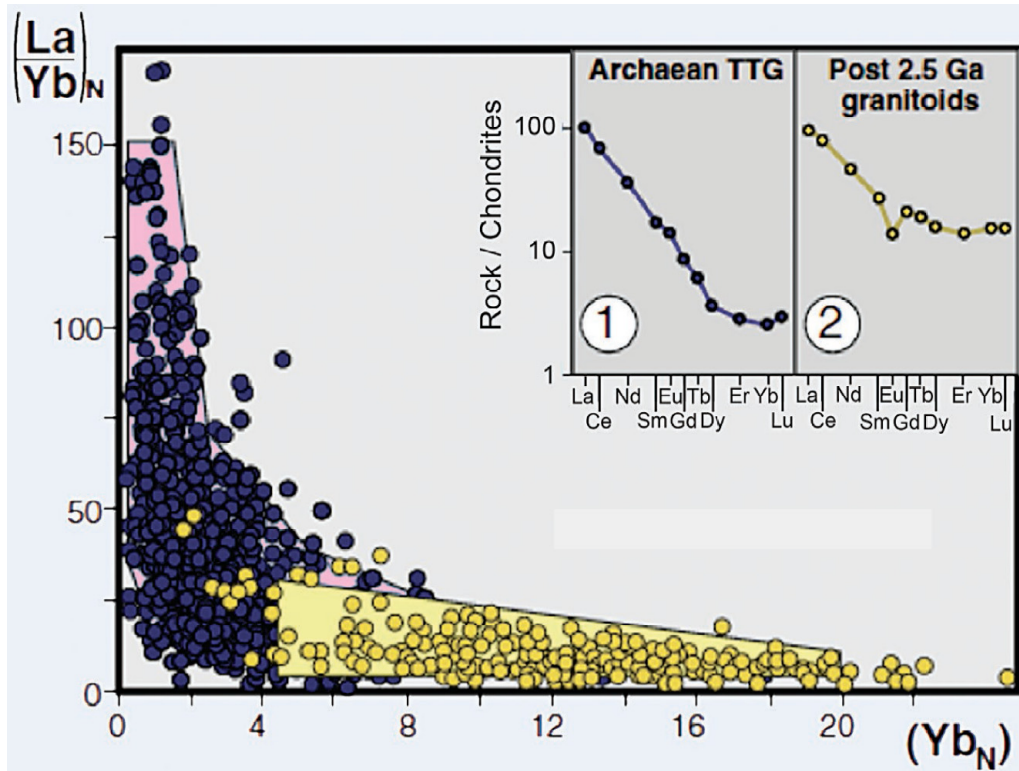 (La/Yb)N
150
100
50
0
0 4 8 12 16 20
(YbN)
Archaean TTG
Post 2.5 Ga
granitoids
Rock / Chondrites
100
10
1
1
2
La Nd Eu Tb Er Yb
Ce Sm Gd Dy Lu
La Nd Eu Tb Er Yb
Ce Sm Gd Dy Lu